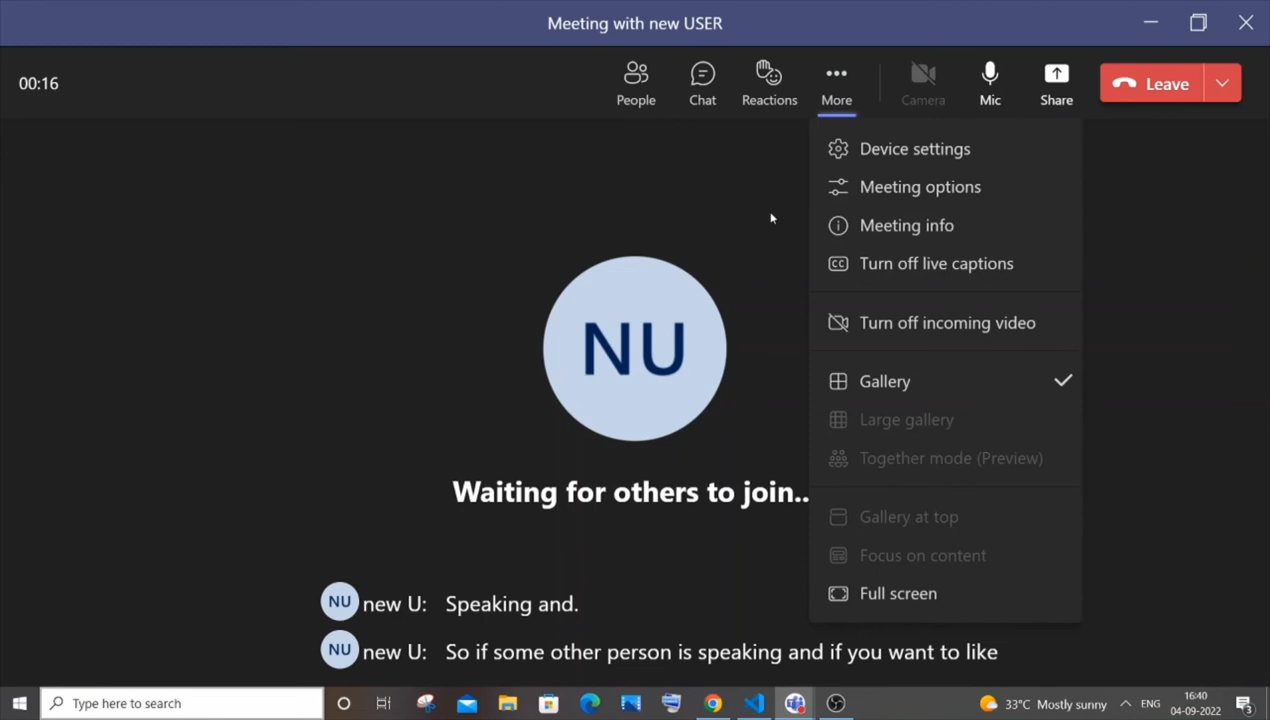 Meeting with new USER
00:16
People
Chat
Reactions
More
Camera
Mic
Share
Leave
Device settings
Meeting options
Meeting info
CC Turn off live captions
Turn off incoming video
Gallery
Large gallery
Together mode (Preview)
Gallery at top
Focus on content
Full screen
NU
Waiting for others to join..
NU new U: Speaking and.
NU new U: So if some other person is speaking and if you want to like
Type here to search
33°C Mostly sunny
ENG
16:40
04-09-2022
3